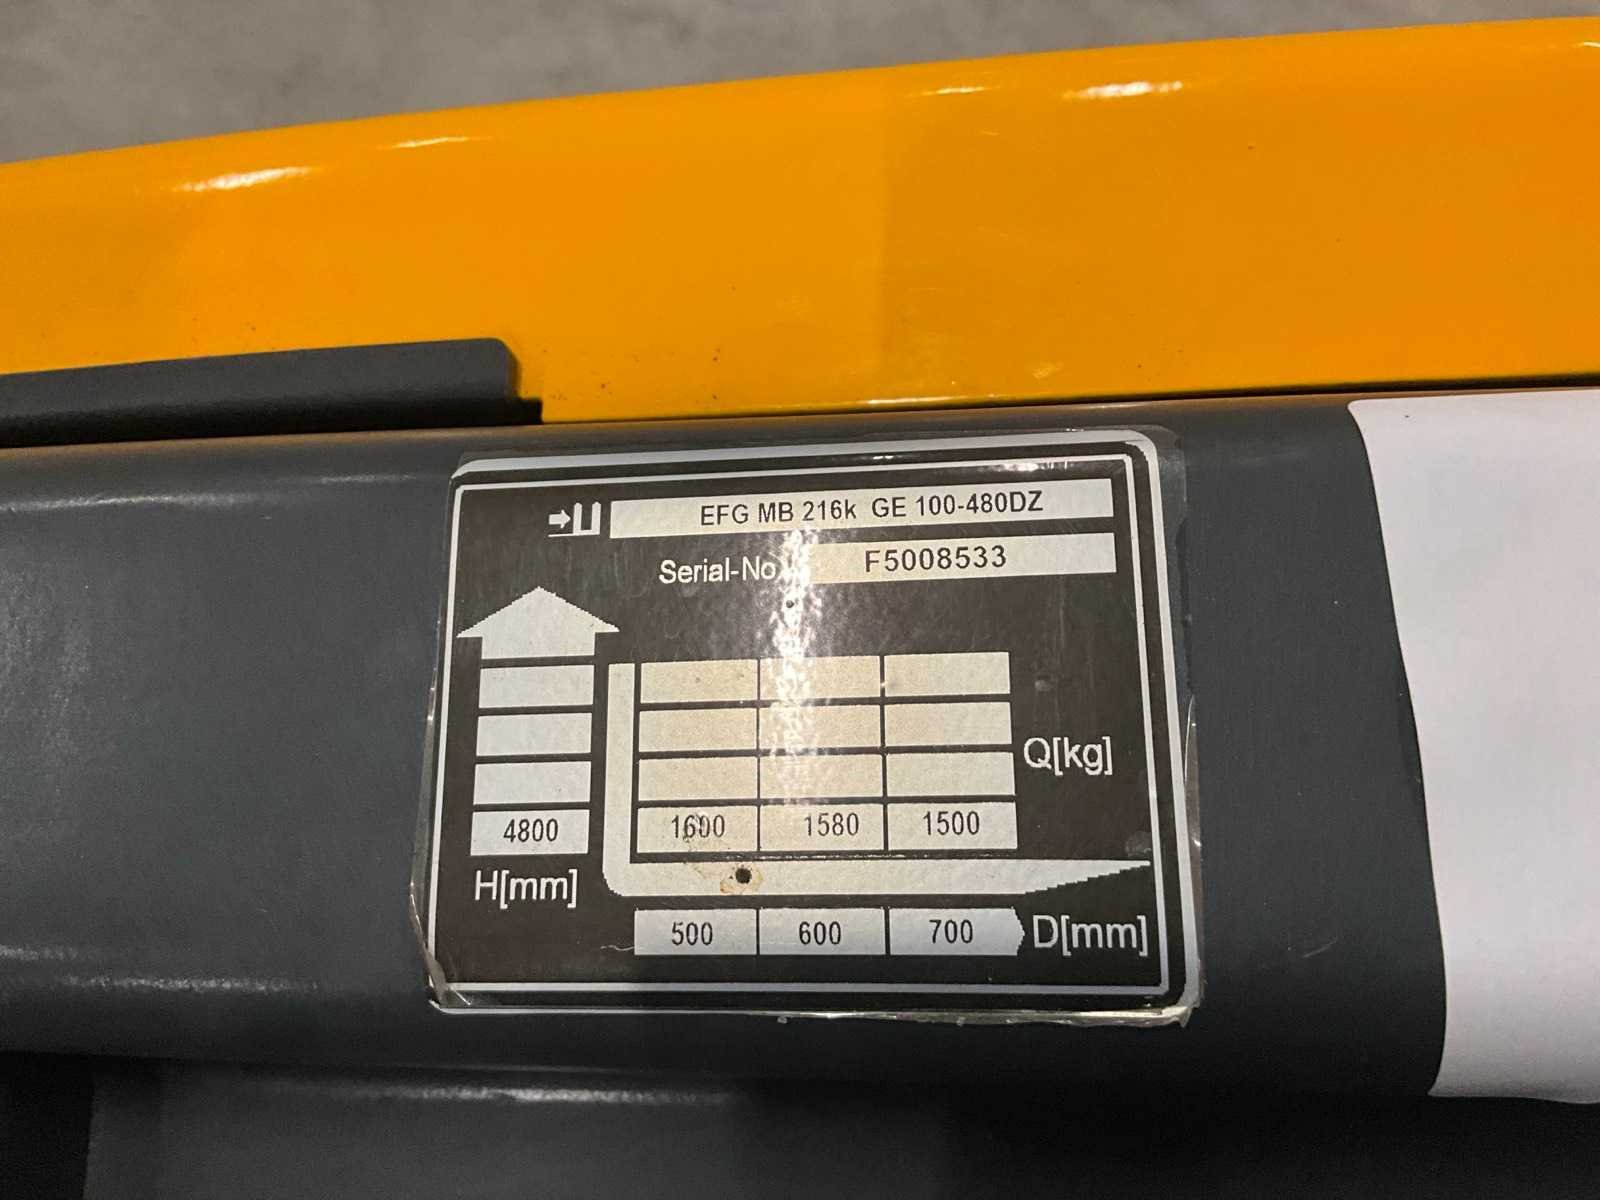 EFG MB 216k GE 100-480DZ
Serial-No. F5008533
Q[kg]
4800 1600 1580 1500
H[mm]
500 600 700 D[mm]